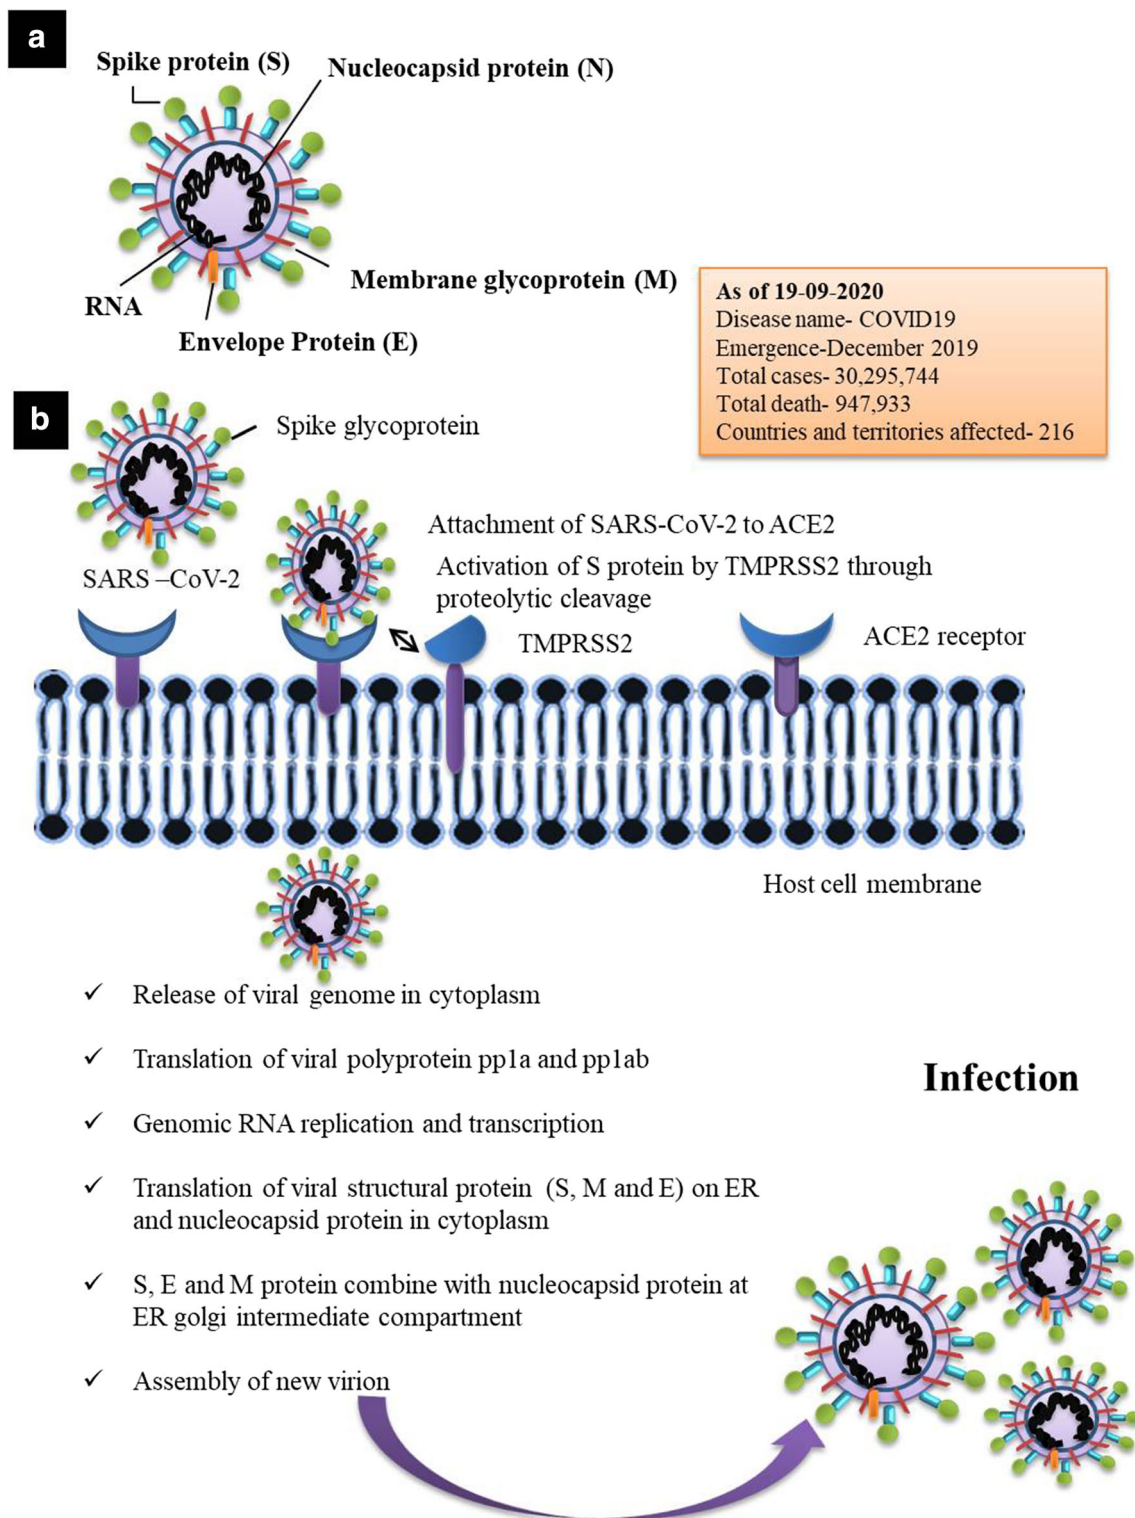 a
Spike protein (S)
Nucleocapsid protein (N)
Membrane glycoprotein (M)
RNA
Envelope Protein (E)
As of 19-09-2020
Disease name- COVID19
Emergence-December 2019
Total cases- 30,295,744
Total death- 947,933
Countries and territories affected- 216
b
Spike glycoprotein
SARS –CoV-2
Attachment of SARS-CoV-2 to ACE2
Activation of S protein by TMPRSS2 through
proteolytic cleavage
TMPRSS2
ACE2 receptor
Host cell membrane
✓ Release of viral genome in cytoplasm
✓ Translation of viral polyprotein pp1a and pp1ab
✓ Genomic RNA replication and transcription
✓ Translation of viral structural protein (S, M and E) on ER
and nucleocapsid protein in cytoplasm
✓ S, E and M protein combine with nucleocapsid protein at
ER golgi intermediate compartment
✓ Assembly of new virion
Infection